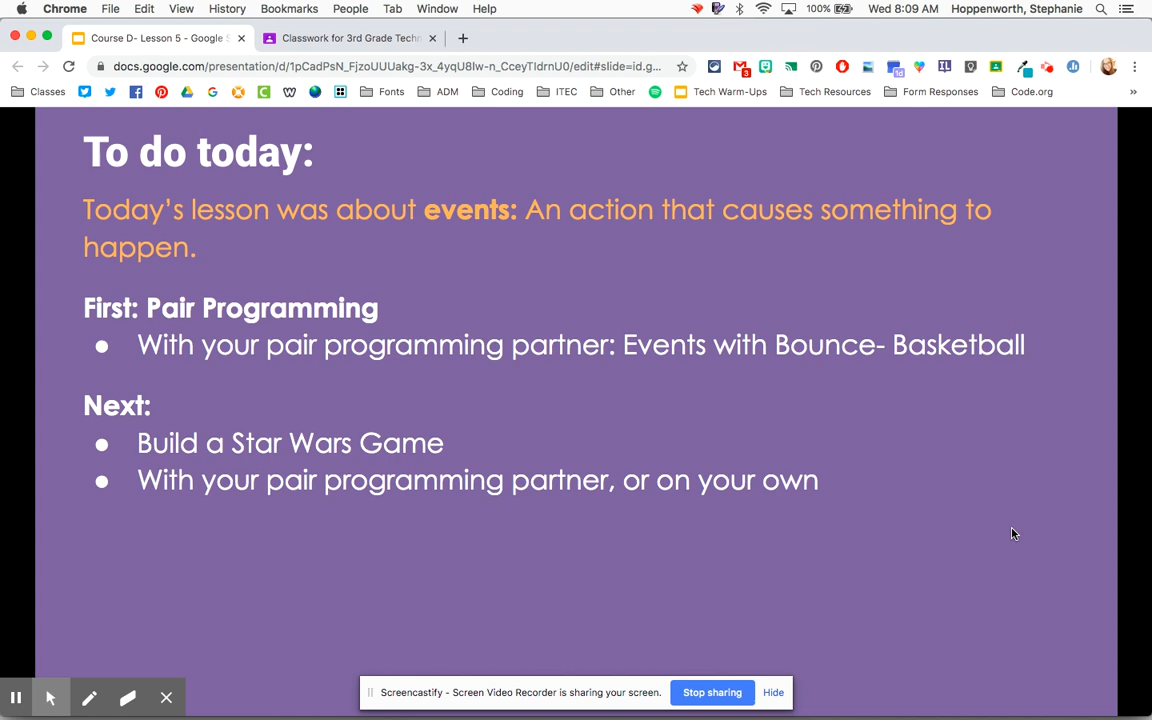 Chrome File Edit View History Bookmarks People Tab Window Help 100% Wed 8:09 AM Hoppenworth, Stephanie
Course D- Lesson 5 - Google S Classwork for 3rd Grade Techn
docs.google.com/presentation/d/1pCadPsN_FjzoUUUakg-3x_4yqU8Iw-n_CceyTIdrnU0/edit#slide=id.g... 3 1d
Classes Fonts ADM Coding ITEC Other Tech Warm-Ups Tech Resources Form Responses Code.org »
To do today:
Today's lesson was about events: An action that causes something to
happen.
First: Pair Programming
● With your pair programming partner: Events with Bounce- Basketball
Next:
● Build a Star Wars Game
● With your pair programming partner, or on your own
Screencastify - Screen Video Recorder is sharing your screen. Stop sharing Hide